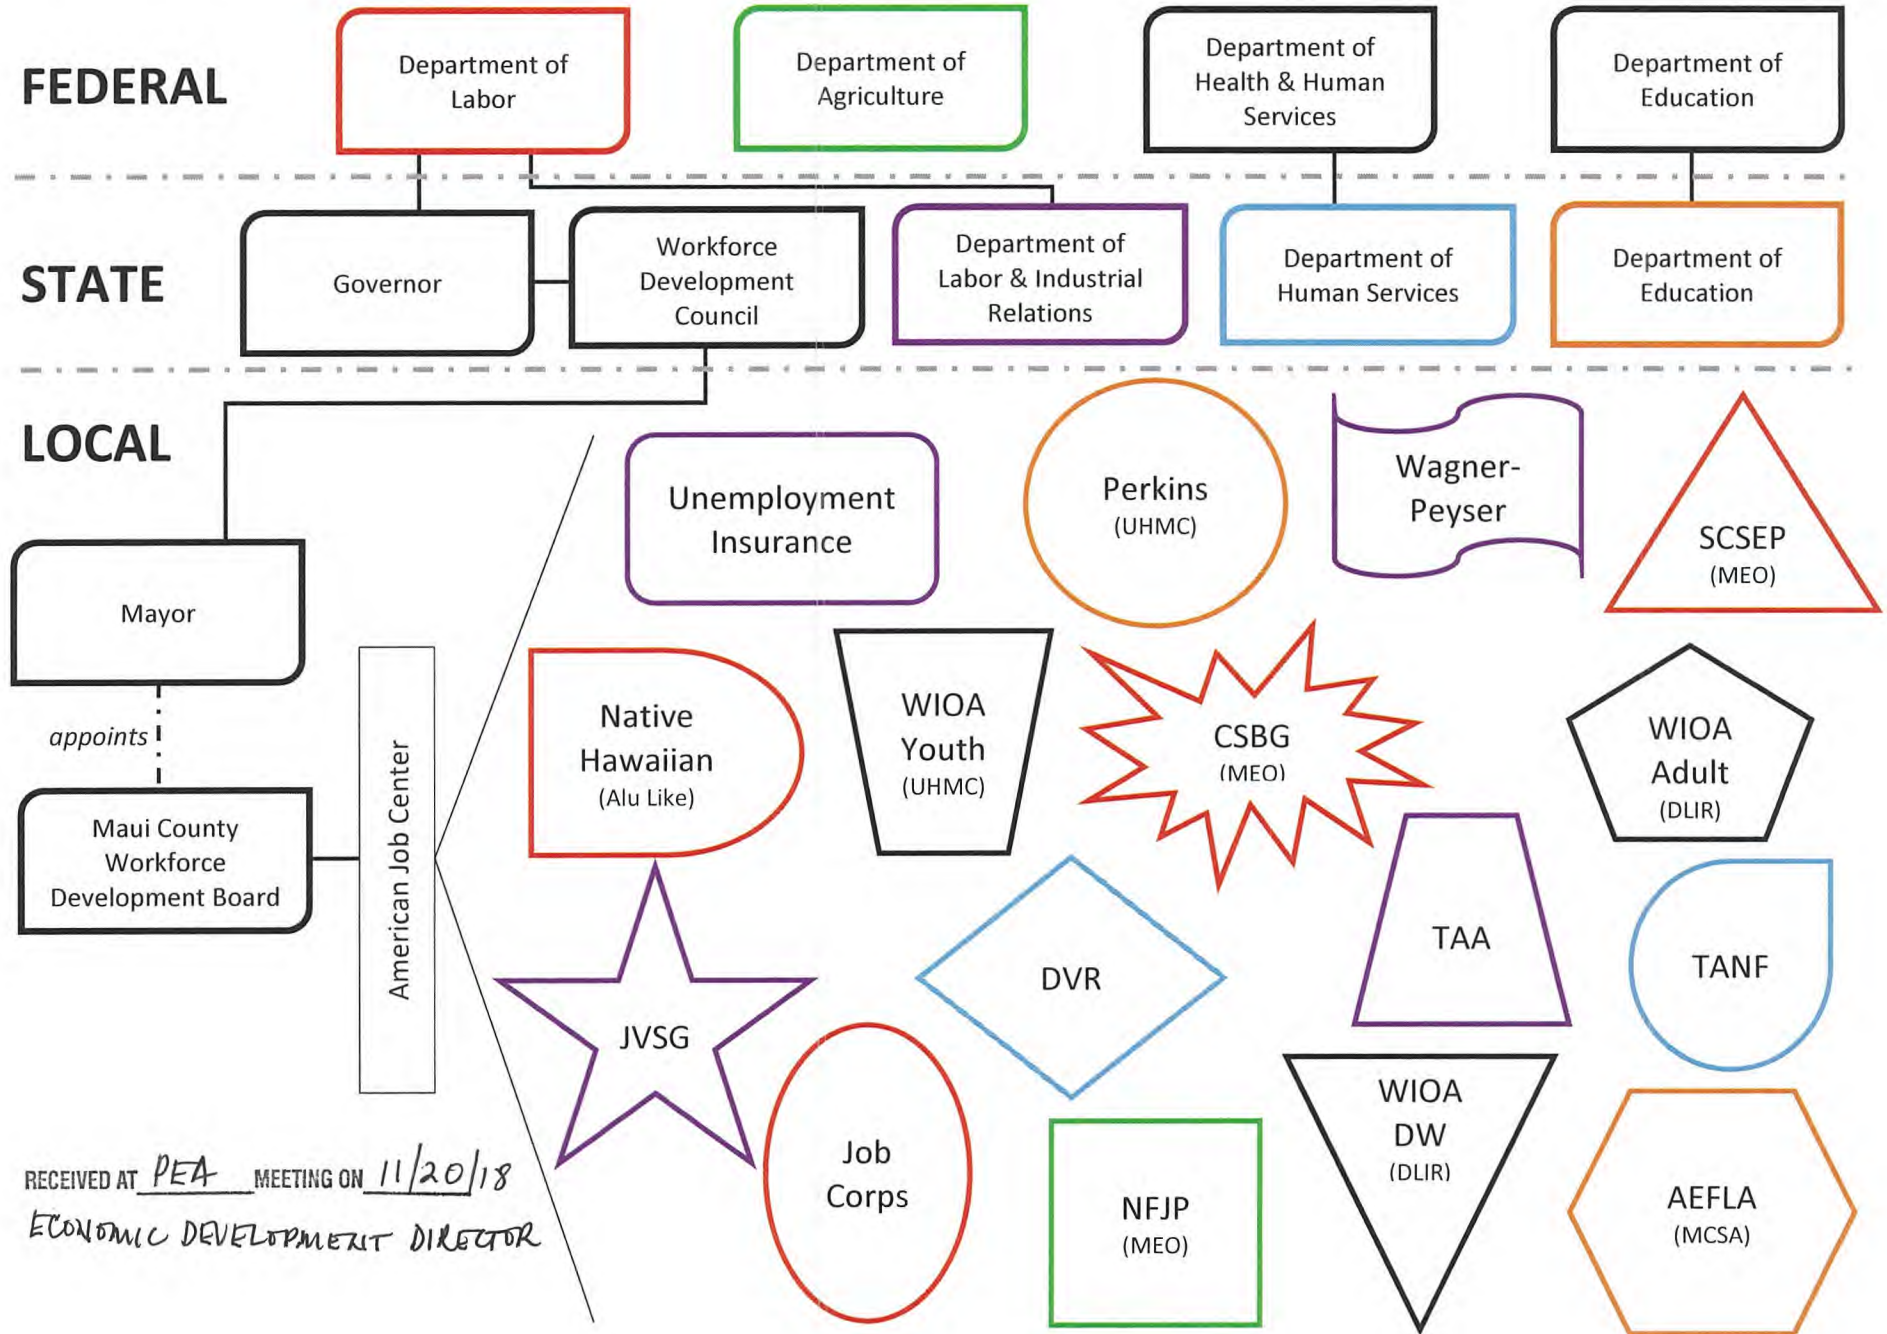 FEDERAL
Department of
Labor
Department of
Agriculture
Department of
Health & Human
Services
Department of
Education
STATE
Governor
Workforce
Development
Council
Department of
Labor & Industrial
Relations
Department of
Human Services
Department of
Education
LOCAL
Mayor
appoints
Maui County
Workforce
Development Board
American Job Center
Unemployment
Insurance
Perkins
(UHMC)
Wagner-
Peyser
SCSEP
(MEO)
Native
Hawaiian
(Alu Like)
WIOA
Youth
(UHMC)
CSBG
(MEO)
WIOA
Adult
(DLIR)
JVSG
DVR
TAA
TANF
Job
Corps
NFJP
(MEO)
WIOA
DW
(DLIR)
AEFLA
(MCSA)
RECEIVED AT PEA MEETING ON 11/20/18
ECONOMIC DEVELOPMENT DIRECTOR